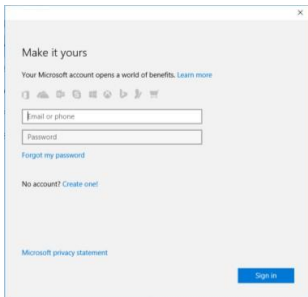 Make it yours
Your Microsoft account opens a world of benefits. Learn more
Email or phone
Password
Forgot my password
No account? Create one!
Microsoft privacy statement
Sign in